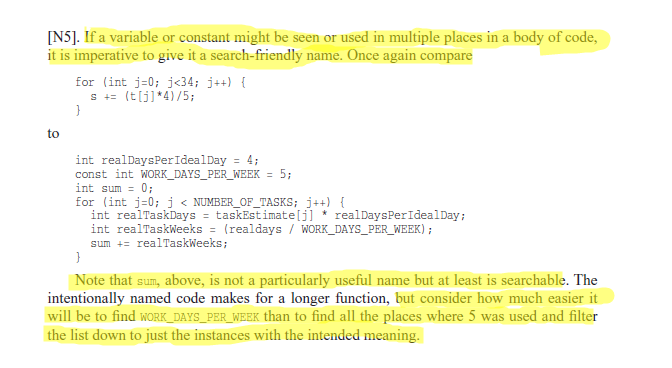 [N5]. If a variable or constant might be seen or used in multiple places in a body of code,
it is imperative to give it a search-friendly name. Once again compare
for (int j=0; j<34; j++) {
s += (t[j]*4)/5;
}
to
int realDaysPerIdealDay = 4;
const int WORK_DAYS_PER_WEEK = 5;
int sum = 0;
for (int j=0; j < NUMBER_OF_TASKS; j++) {
int realTaskDays = taskEstimate[j] * realDaysPerIdealDay;
int realTaskWeeks = (realdays / WORK_DAYS_PER_WEEK);
sum += realTaskWeeks;
}
Note that sum, above, is not a particularly useful name but at least is searchable. The
intentionally named code makes for a longer function, but consider how much easier it
will be to find WORK_DAYS_PER_WEEK than to find all the places where 5 was used and filter
the list down to just the instances with the intended meaning.